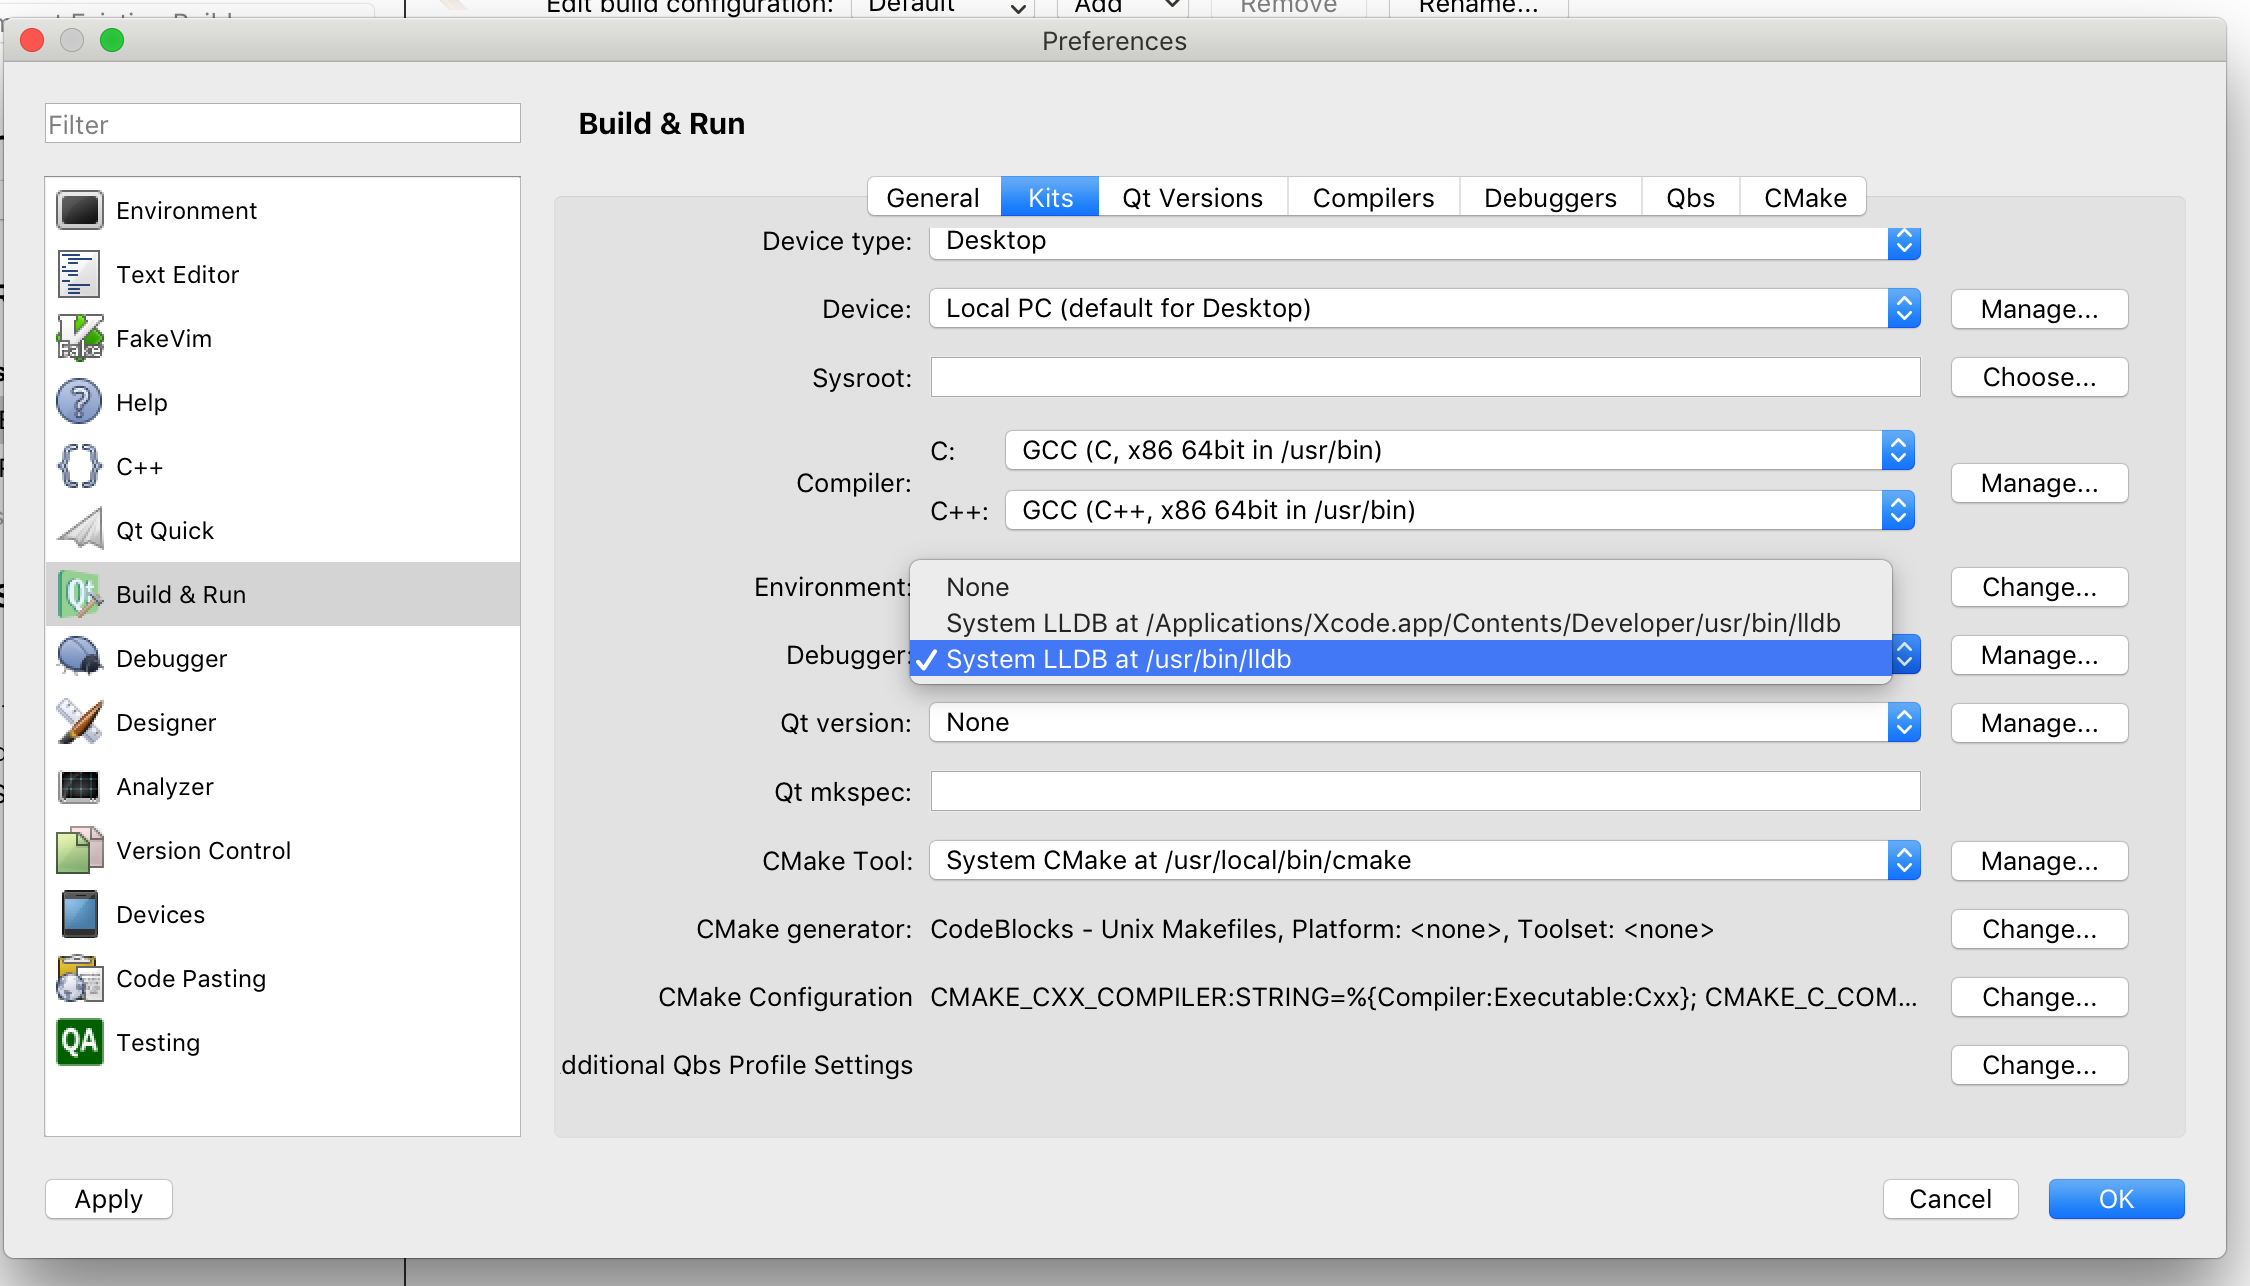 Edit build configuration: Default Add Remove Rename...
Preferences
Filter
Build & Run
General Kits Qt Versions Compilers Debuggers Qbs CMake
Environment
Text Editor
FakeVim
Help
C++
Qt Quick
Build & Run
Debugger
Designer
Analyzer
Version Control
Devices
Code Pasting
QA Testing
Device type: Desktop
Device: Local PC (default for Desktop) Manage...
Sysroot: Choose...
Compiler: Manage...
C: GCC (C, x86 64bit in /usr/bin)
C++: GCC (C++, x86 64bit in /usr/bin)
Environment: Change...
None
System LLDB at /Applications/Xcode.app/Contents/Developer/usr/bin/lldb
Debugger: ✓ System LLDB at /usr/bin/lldb Manage...
Qt version: None Manage...
Qt mkspec:
CMake Tool: System CMake at /usr/local/bin/cmake Manage...
CMake generator: CodeBlocks - Unix Makefiles, Platform: <none>, Toolset: <none> Change...
CMake Configuration CMAKE_CXX_COMPILER:STRING=%{Compiler:Executable:Cxx}; CMAKE_C_COM... Change...
dditional Qbs Profile Settings Change...
Apply Cancel OK